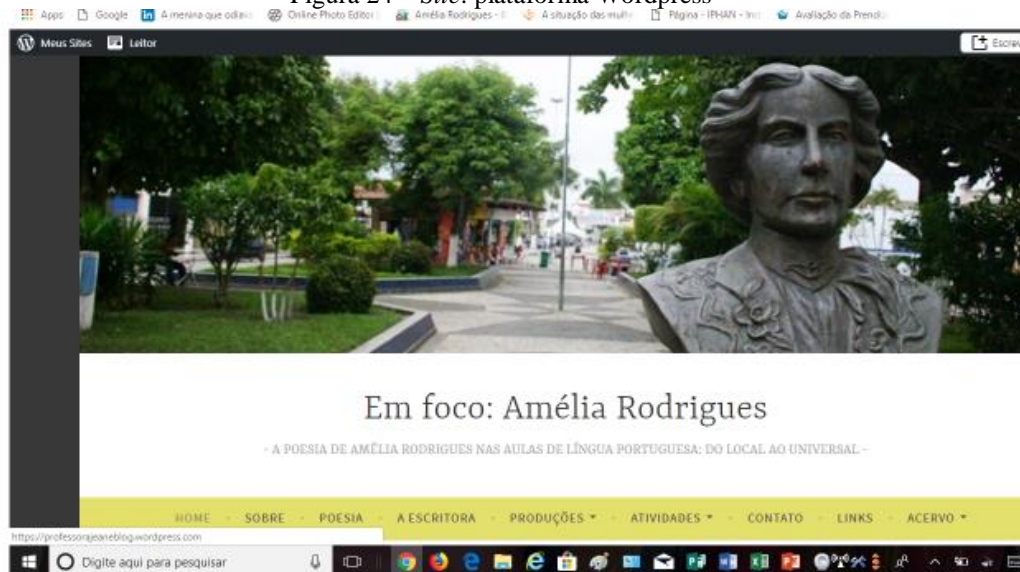 Figura 24 – Site: plataforma Wordpress
Apps Google A menina que odiav Online Photo Editor Amélia Rodrigues - A situação das mulh Página - IPHAN - Ins Avaliação da Prendi
Meus Sites Leitor Escrev
Em foco: Amélia Rodrigues
- A POESIA DE AMÉLIA RODRIGUES NAS AULAS DE LÍNGUA PORTUGUESA: DO LOCAL AO UNIVERSAL -
HOME - SOBRE - POESIA - A ESCRITORA - PRODUÇÕES - ATIVIDADES - CONTATO - LINKS - ACERVO
https://professorajeaneblog.wordpress.com
Digite aqui para pesquisar